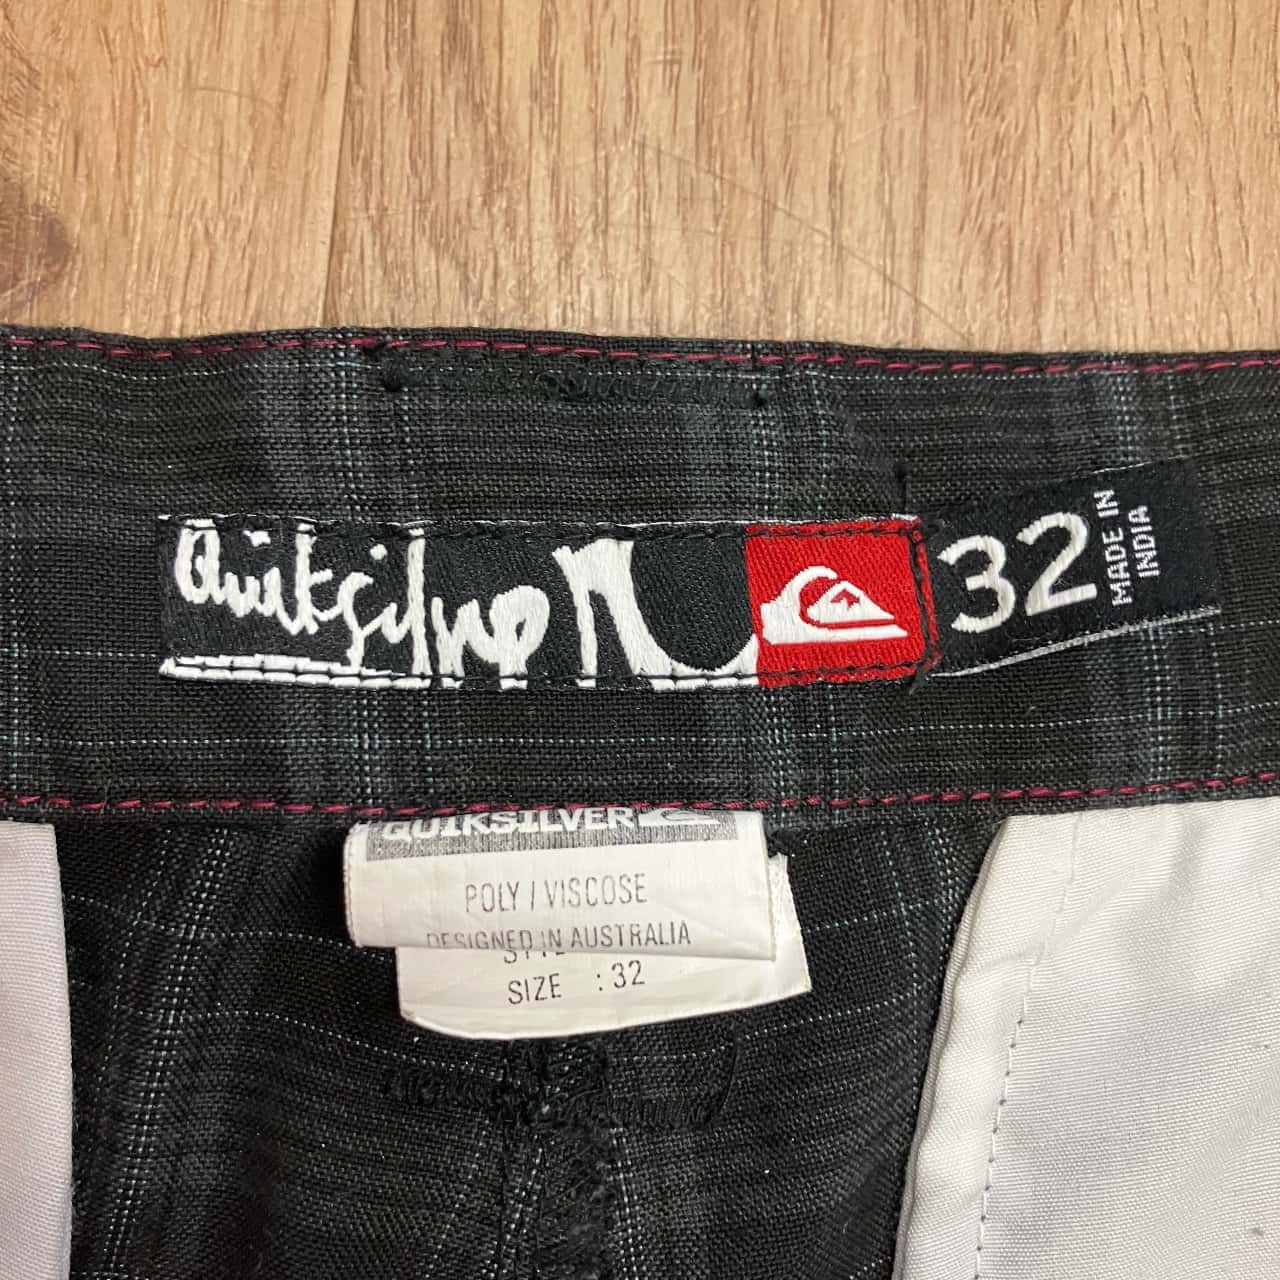 Quiksilver
32
MADE IN
INDIA
QUIKSILVER
POLY / VISCOSE
DESIGNED IN AUSTRALIA
SIZE : 32